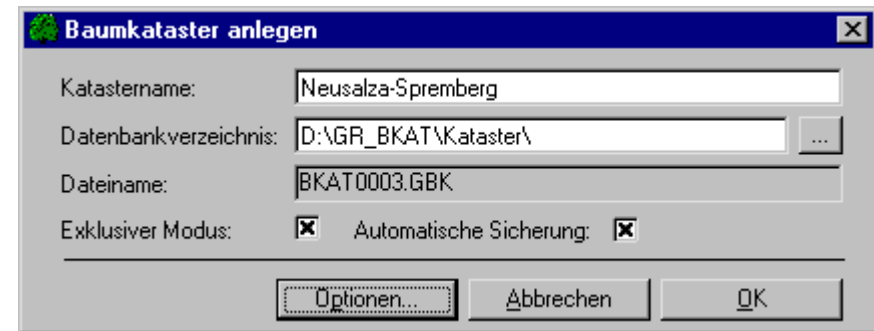 Baumkataster anlegen
Katastername: Neusalza-Spremberg
Datenbankverzeichnis: D:\GR_BKAT\Kataster\ ...
Dateiname: BKAT0003.GBK
Exklusiver Modus: Automatische Sicherung:
Optionen... Abbrechen OK